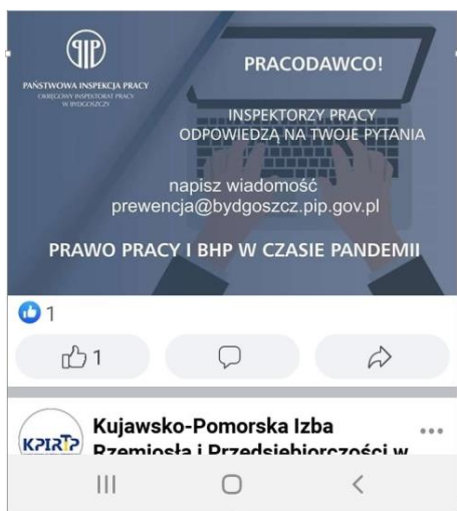 PIP
PAŃSTWOWA INSPEKCJA PRACY
OKRĘGOWY INSPEKTORAT PRACY
W BYDGOSZCZY
PRACODAWCO!
INSPEKTORZY PRACY
ODPOWIEDZĄ NA TWOJE PYTANIA
napisz wiadomość
prewencja@bydgoszcz.pip.gov.pl
PRAWO PRACY I BHP W CZASIE PANDEMII
1
1
KPIRiP
Kujawsko-Pomorska Izba
Rzemiosła i Przedsiębiorczości w